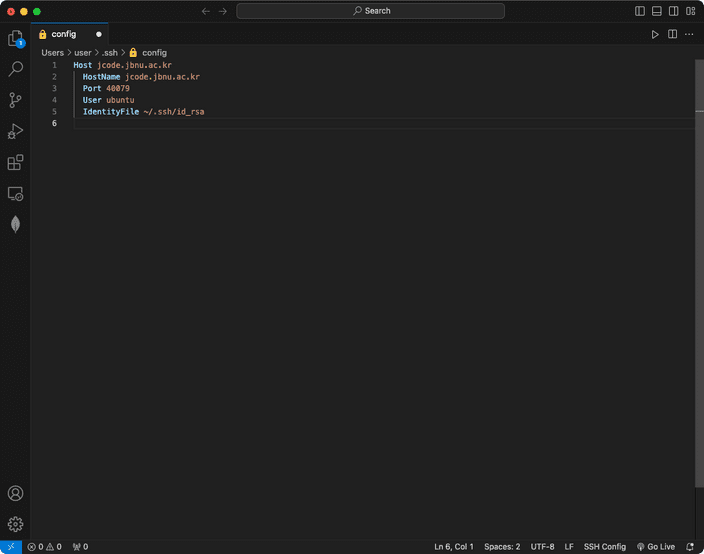 Search
config
Users > user > .ssh > config
1 Host jcode.jbnu.ac.kr
2 HostName jcode.jbnu.ac.kr
3 Port 40079
4 User ubuntu
5 IdentityFile ~/.ssh/id_rsa
6
1
0 0 0 Ln 6, Col 1 Spaces: 2 UTF-8 LF SSH Config Go Live